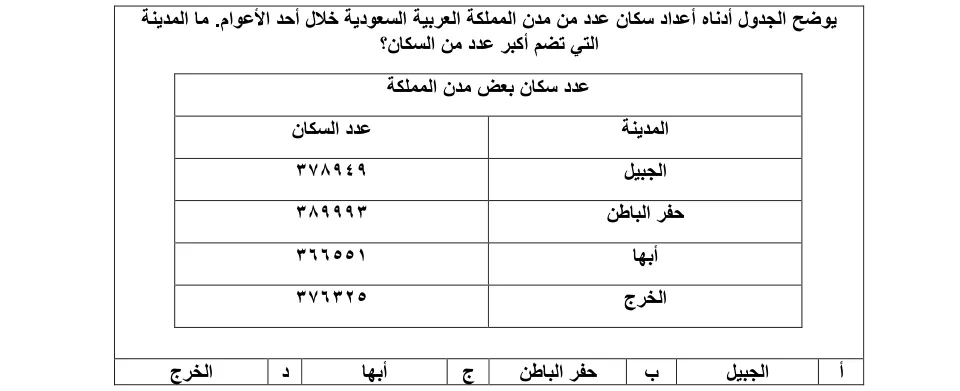 يوضح الجدول أدناه أعداد سكان عدد من مدن المملكة العربية السعودية خلال أحد الأعوام. ما المدينة
التي تضم أكبر عدد من السكان؟
عدد سكان بعض مدن المملكة
المدينة عدد السكان
الجبيل ٣٧٨٩٤٩
حفر الباطن ٣٨٩٩٩٣
أبها ٣٦٦٥٥١
الخرج ٣٧٦٣٢٥
أ الجبيل ب حفر الباطن ج أبها د الخرج